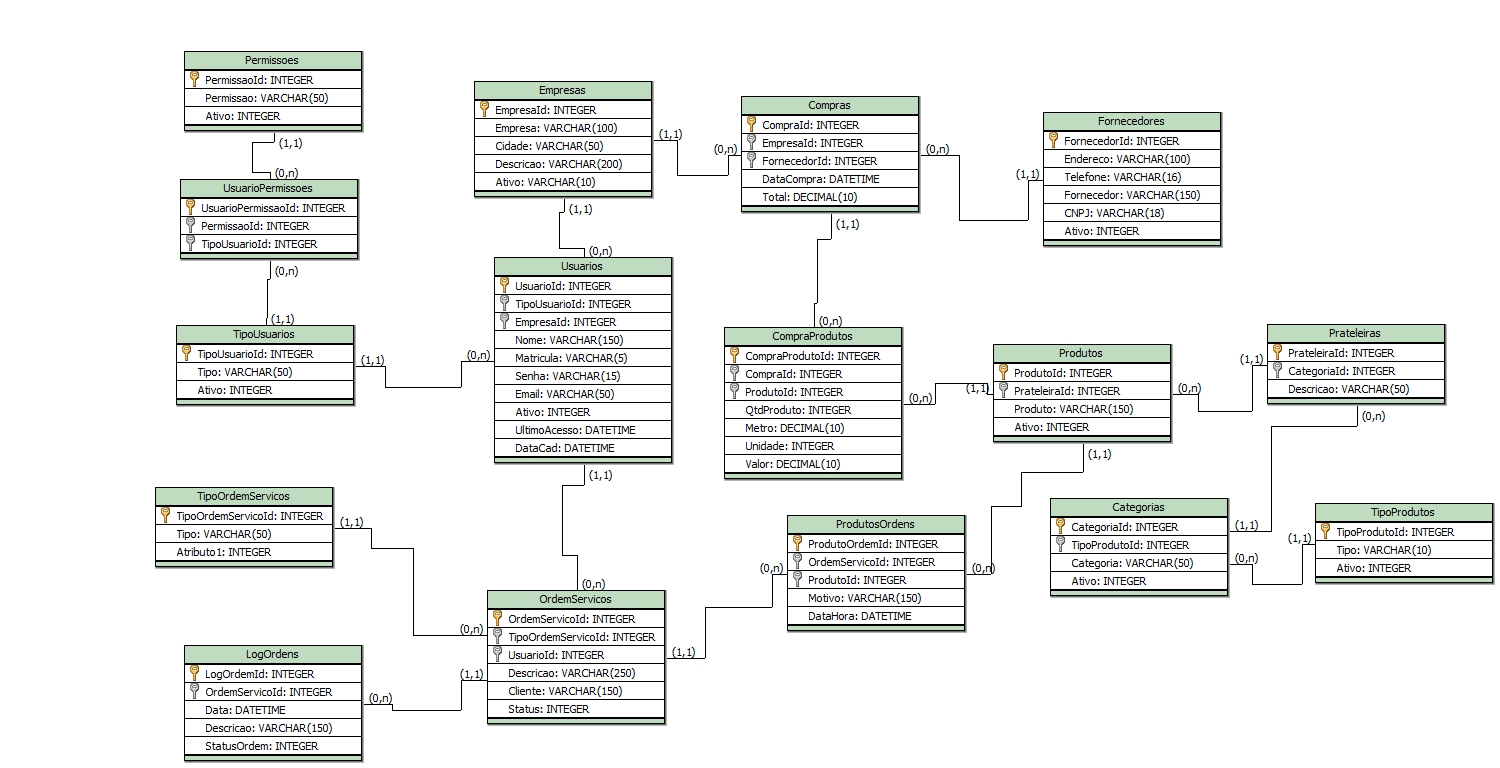 Permissoes
PermissaoId: INTEGER
Permissao: VARCHAR(50)
Ativo: INTEGER
(1,1)
(0,n)
UsuarioPermissoes
UsuarioPermissaoId: INTEGER
PermissaoId: INTEGER
TipoUsuarioId: INTEGER
(0,n)
(1,1)
TipoUsuarios
TipoUsuarioId: INTEGER
Tipo: VARCHAR(50)
Ativo: INTEGER
(1,1)
(0,n)
Empresas
EmpresaId: INTEGER
Empresa: VARCHAR(100)
Cidade: VARCHAR(50)
Descricao: VARCHAR(200)
Ativo: VARCHAR(10)
(1,1)
(0,n)
(1,1)
(0,n)
Usuarios
UsuarioId: INTEGER
TipoUsuarioId: INTEGER
EmpresaId: INTEGER
Nome: VARCHAR(150)
Matricula: VARCHAR(5)
Senha: VARCHAR(15)
Email: VARCHAR(50)
Ativo: INTEGER
UltimoAcesso: DATETIME
DataCad: DATETIME
(1,1)
(0,n)
Compras
CompraId: INTEGER
EmpresaId: INTEGER
FornecedorId: INTEGER
DataCompra: DATETIME
Total: DECIMAL(10)
(0,n)
(1,1)
(1,1)
(0,n)
Fornecedores
FornecedorId: INTEGER
Endereco: VARCHAR(100)
Telefone: VARCHAR(16)
Fornecedor: VARCHAR(150)
CNPJ: VARCHAR(18)
Ativo: INTEGER
CompraProdutos
CompraProdutoId: INTEGER
CompraId: INTEGER
ProdutoId: INTEGER
QtdProduto: INTEGER
Metro: DECIMAL(10)
Unidade: INTEGER
Valor: DECIMAL(10)
(0,n)
(1,1)
Produtos
ProdutoId: INTEGER
PrateleiraId: INTEGER
Produto: VARCHAR(150)
Ativo: INTEGER
(0,n)
(1,1)
(1,1)
Prateleiras
PrateleiraId: INTEGER
CategoriaId: INTEGER
Descricao: VARCHAR(50)
(0,n)
TipoOrdemServicos
TipoOrdemServicoId: INTEGER
Tipo: VARCHAR(50)
Atributo1: INTEGER
(1,1)
(0,n)
OrdemServicos
OrdemServicoId: INTEGER
TipoOrdemServicoId: INTEGER
UsuarioId: INTEGER
Descricao: VARCHAR(250)
Cliente: VARCHAR(150)
Status: INTEGER
(1,1)
(0,n)
ProdutosOrdens
ProdutoOrdemId: INTEGER
OrdemServicoId: INTEGER
ProdutoId: INTEGER
Motivo: VARCHAR(150)
DataHora: DATETIME
(0,n)
Categorias
CategoriaId: INTEGER
TipoProdutoId: INTEGER
Categoria: VARCHAR(50)
Ativo: INTEGER
(1,1)
(0,n)
(1,1)
TipoProdutos
TipoProdutoId: INTEGER
Tipo: VARCHAR(10)
Ativo: INTEGER
LogOrdens
LogOrdemId: INTEGER
OrdemServicoId: INTEGER
Data: DATETIME
Descricao: VARCHAR(150)
StatusOrdem: INTEGER
(0,n)
(1,1)